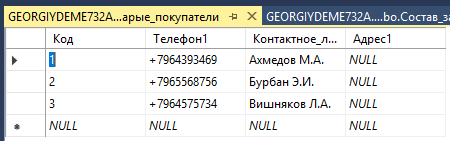 GEORGIYDEME732A...арые_покупатели GEORGIYDEME732A....bo.Состав_за
Код Телефон1 Контактное_л... Адрес1
1 +7964393469 Ахмедов М.А. NULL
2 +7965568756 Бурбан Э.И. NULL
3 +7964575734 Вишняков Л.А. NULL
NULL NULL NULL NULL